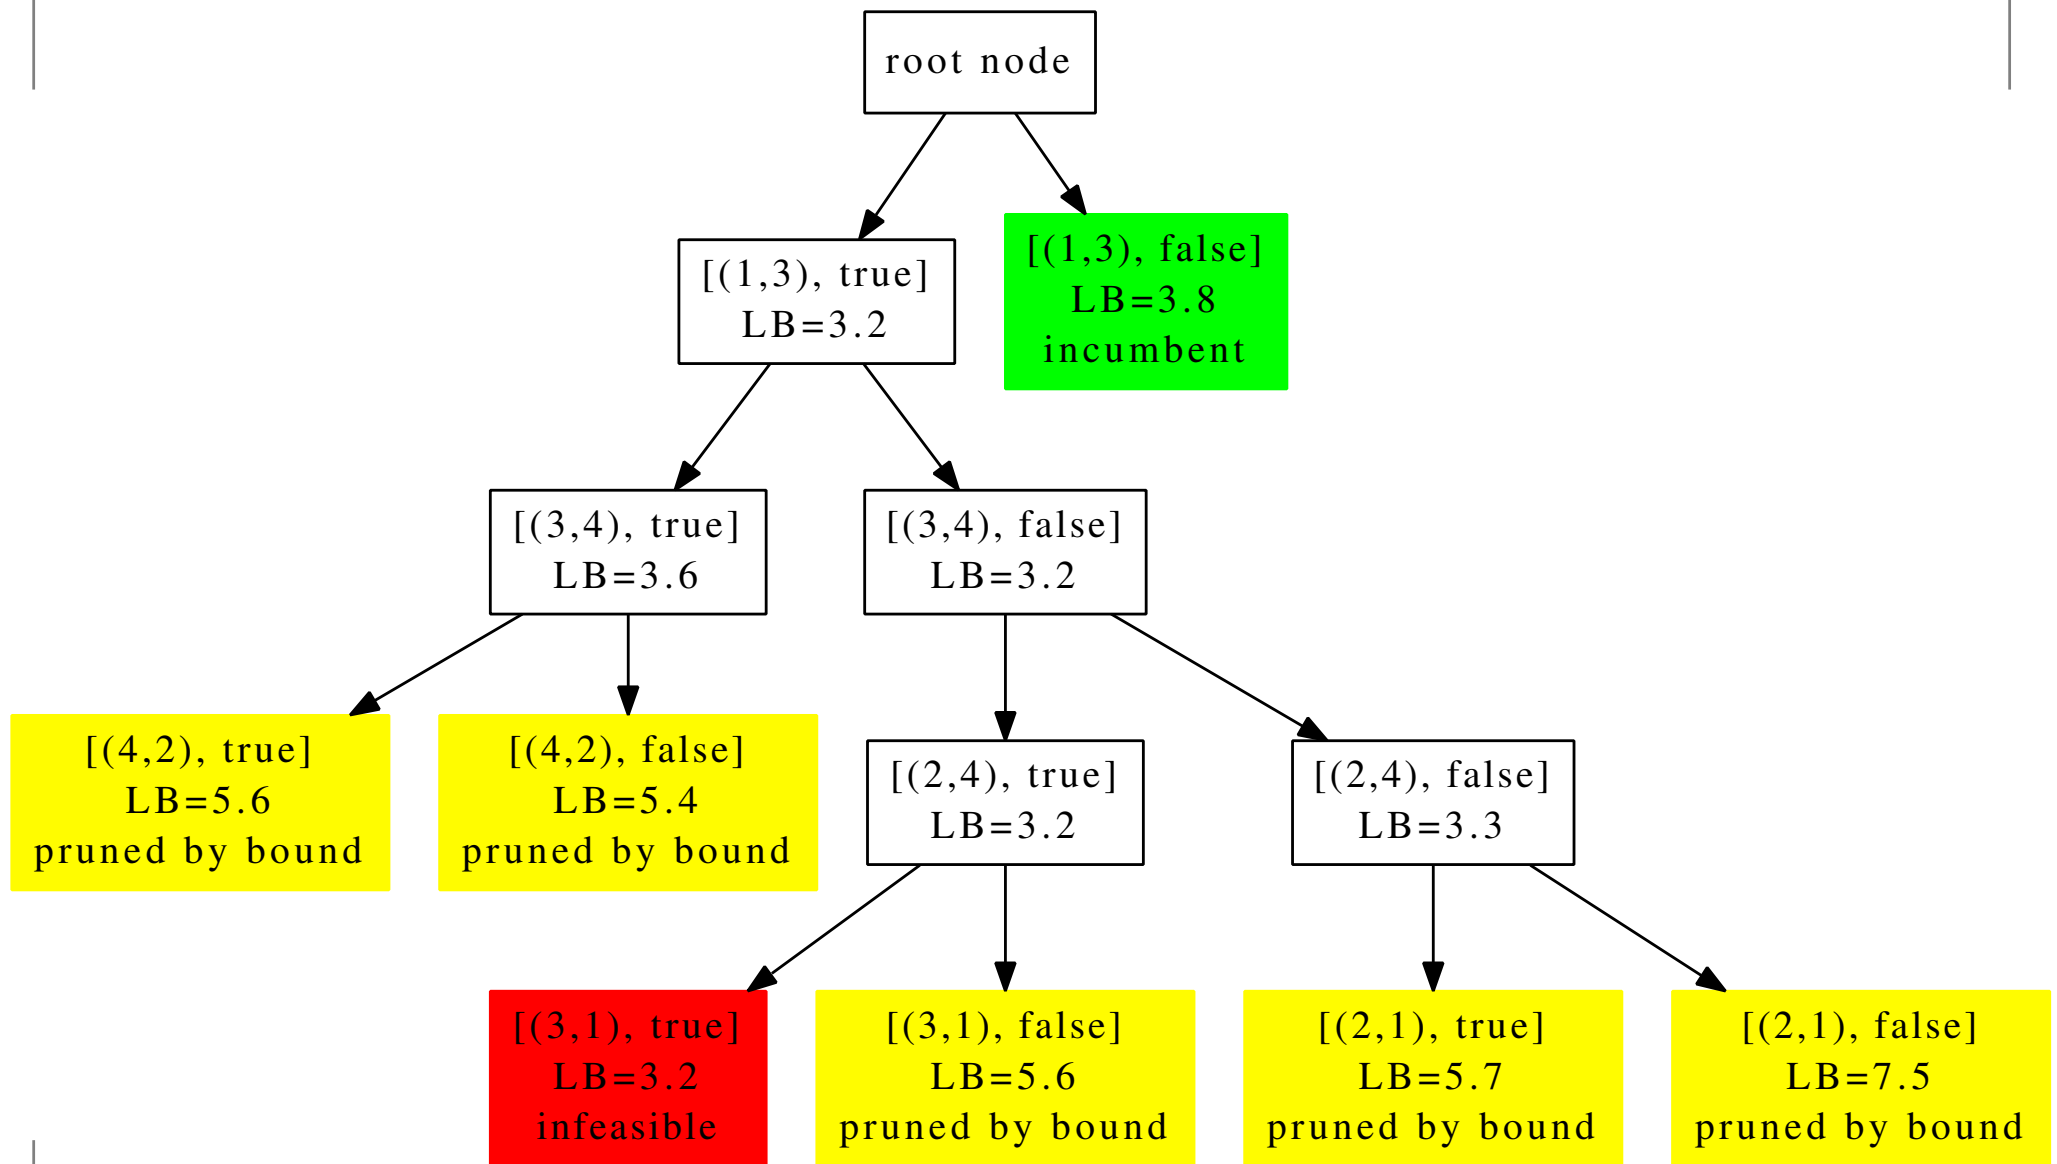 root node
[(1,3), true]
LB=3.2
[(1,3), false]
LB=3.8
incumbent
[(3,4), true]
LB=3.6
[(3,4), false]
LB=3.2
[(4,2), true]
LB=5.6
pruned by bound
[(4,2), false]
LB=5.4
pruned by bound
[(2,4), true]
LB=3.2
[(2,4), false]
LB=3.3
[(3,1), true]
LB=3.2
infeasible
[(3,1), false]
LB=5.6
pruned by bound
[(2,1), true]
LB=5.7
pruned by bound
[(2,1), false]
LB=7.5
pruned by bound